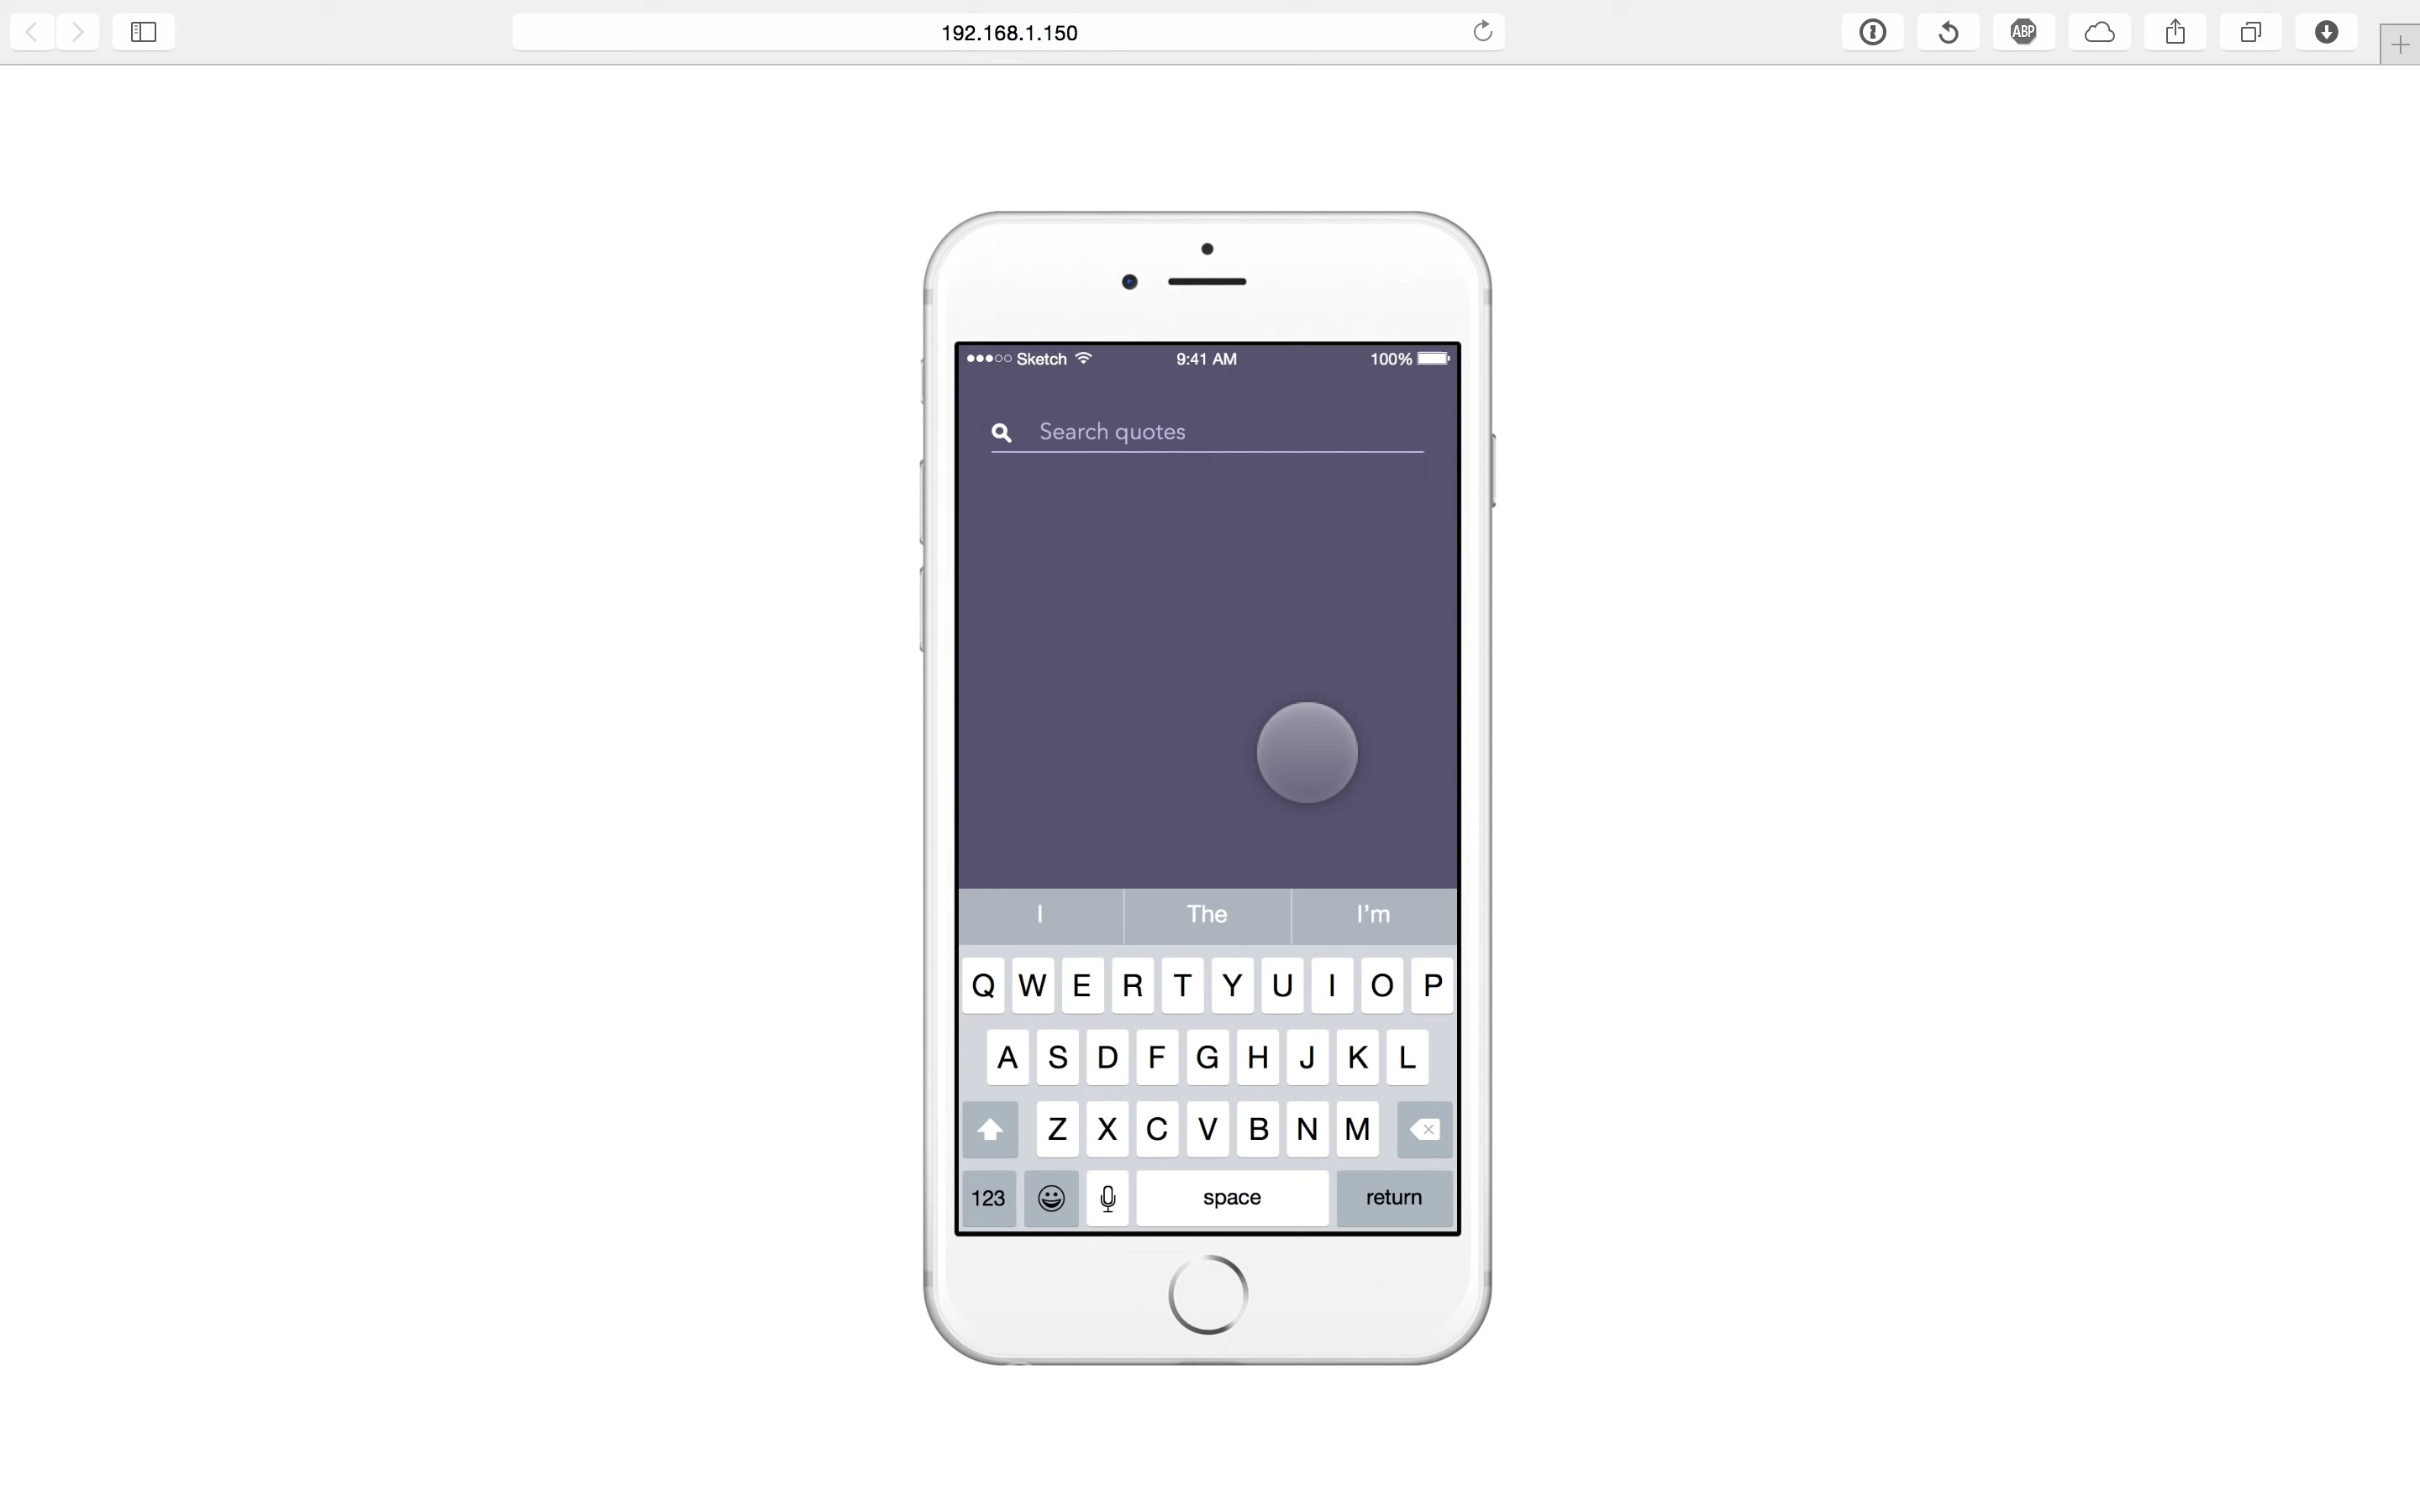 192.168.1.150
ABP
Sketch 9:41 AM 100%
Search quotes
I The I'm
Q W E R T Y U I O P
A S D F G H J K L
Z X C V B N M
123 space return